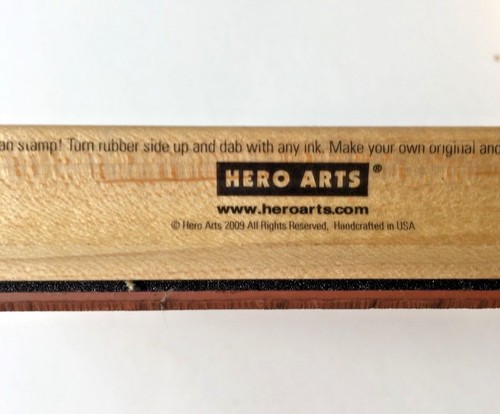 stamp! Turn rubber side up and dab with any ink. Make your own original and
HERO ARTS®
www.heroarts.com
© Hero Arts 2009 All Rights Reserved, Handcrafted in USA